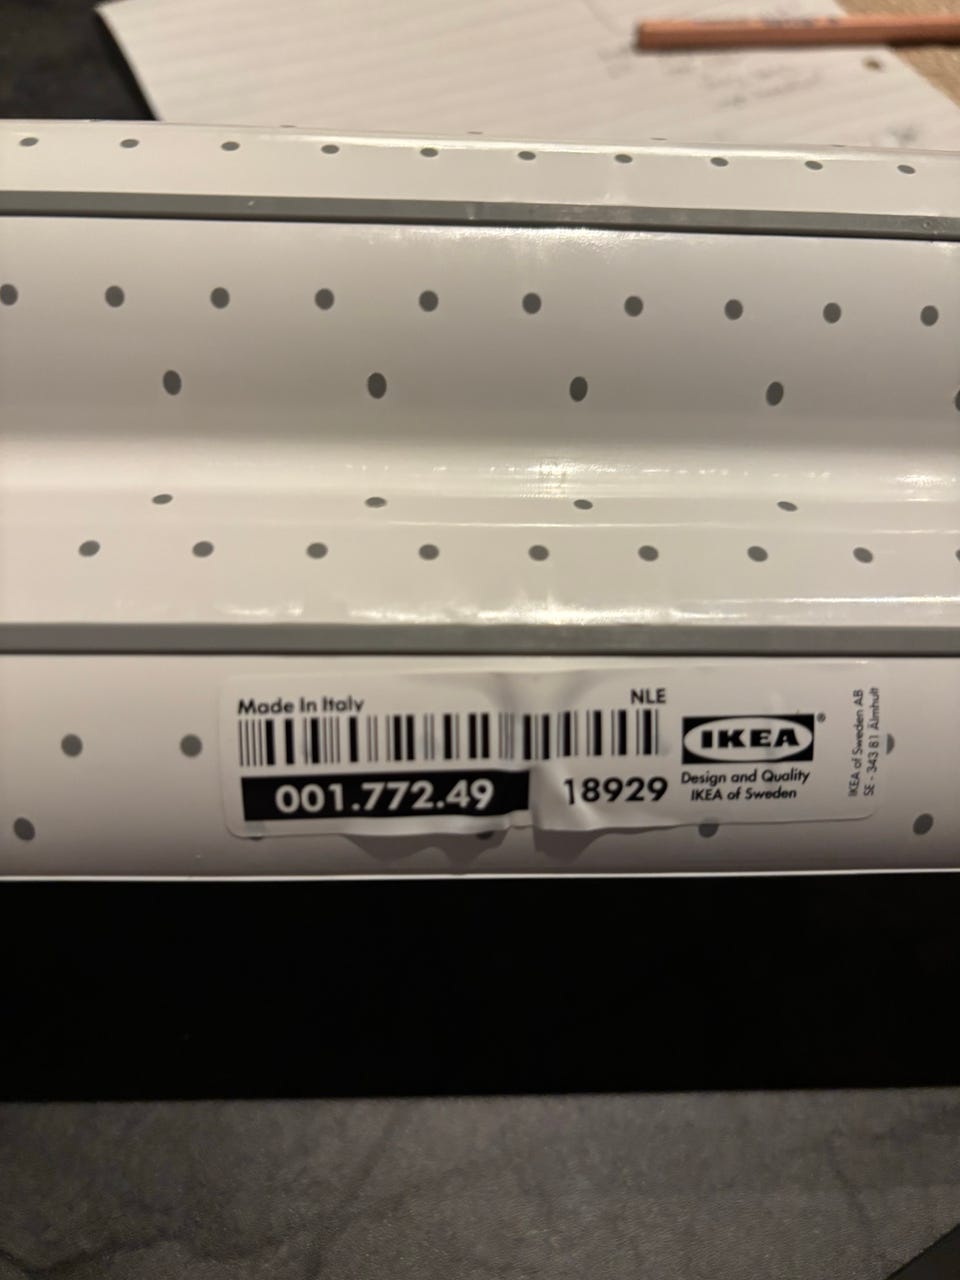 Made In Italy
NLE
001.772.49
18929
IKEA®
Design and Quality
IKEA of Sweden
IKEA of Sweden AB
SE - 343 81 Älmhult